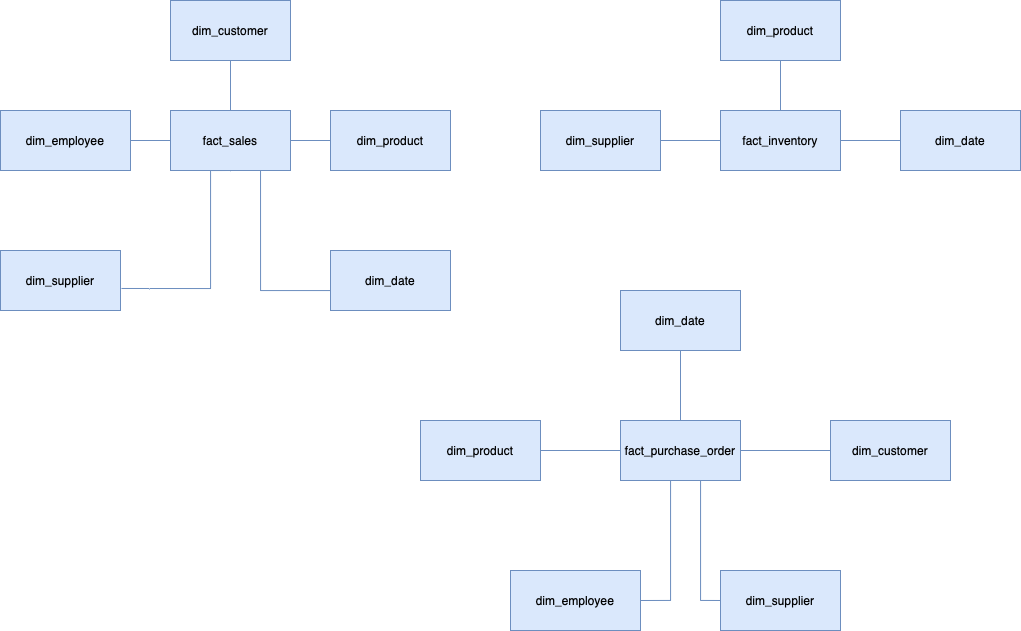 dim_customer
dim_employee
fact_sales
dim_product
dim_supplier
dim_date
dim_product
dim_supplier
fact_inventory
dim_date
dim_date
dim_product
fact_purchase_order
dim_customer
dim_employee
dim_supplier